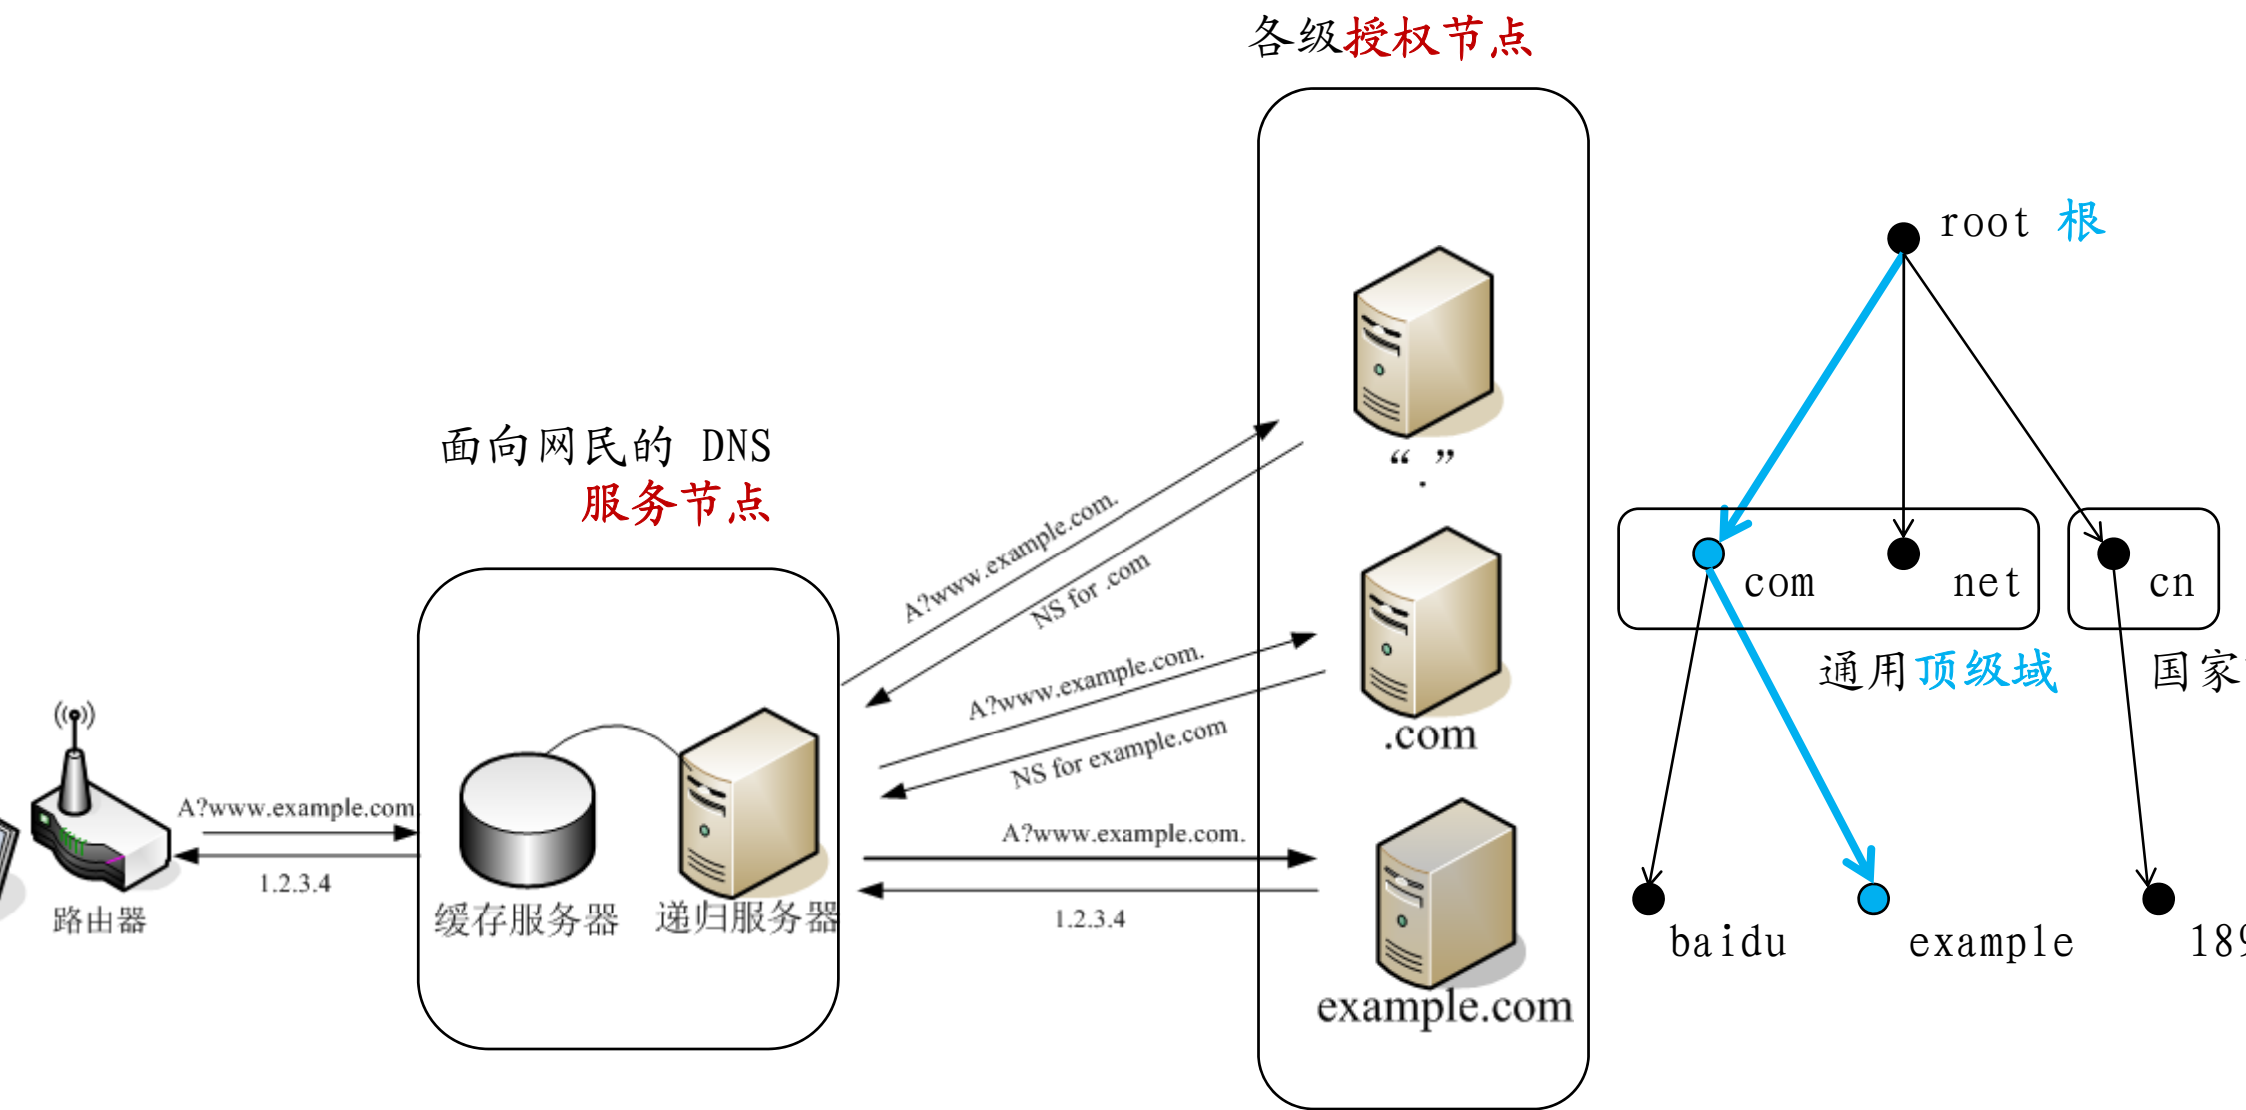 各级授权节点
面向网民的 DNS
服务节点
A?www.example.com.
NS for .com
A?www.example.com.
NS for example.com
A?www.example.com.
1.2.3.4
A?www.example.com.
1.2.3.4
路由器
缓存服务器
递归服务器
“.”
.com
example.com
root 根
com
net
cn
通用顶级域
国家
baidu
example
189